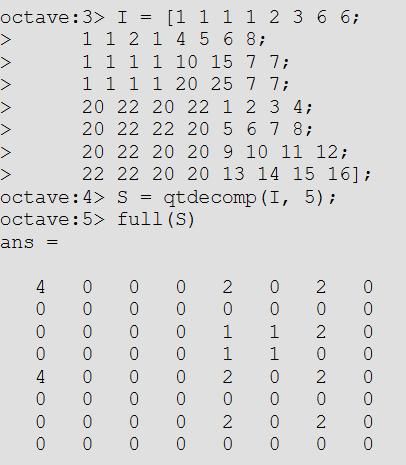 octave:3> I = [1 1 1 1 2 3 6 6;
> 1 1 2 1 4 5 6 8;
> 1 1 1 1 10 15 7 7;
> 1 1 1 1 20 25 7 7;
> 20 22 20 22 1 2 3 4;
> 20 22 22 20 5 6 7 8;
> 20 22 20 20 9 10 11 12;
> 22 22 20 20 13 14 15 16];
octave:4> S = qtdecomp(I, 5);
octave:5> full(S)
ans =
4 0 0 0 2 0 2 0
0 0 0 0 0 0 0 0
0 0 0 0 1 1 2 0
0 0 0 0 1 1 0 0
4 0 0 0 2 0 2 0
0 0 0 0 0 0 0 0
0 0 0 0 2 0 2 0
0 0 0 0 0 0 0 0